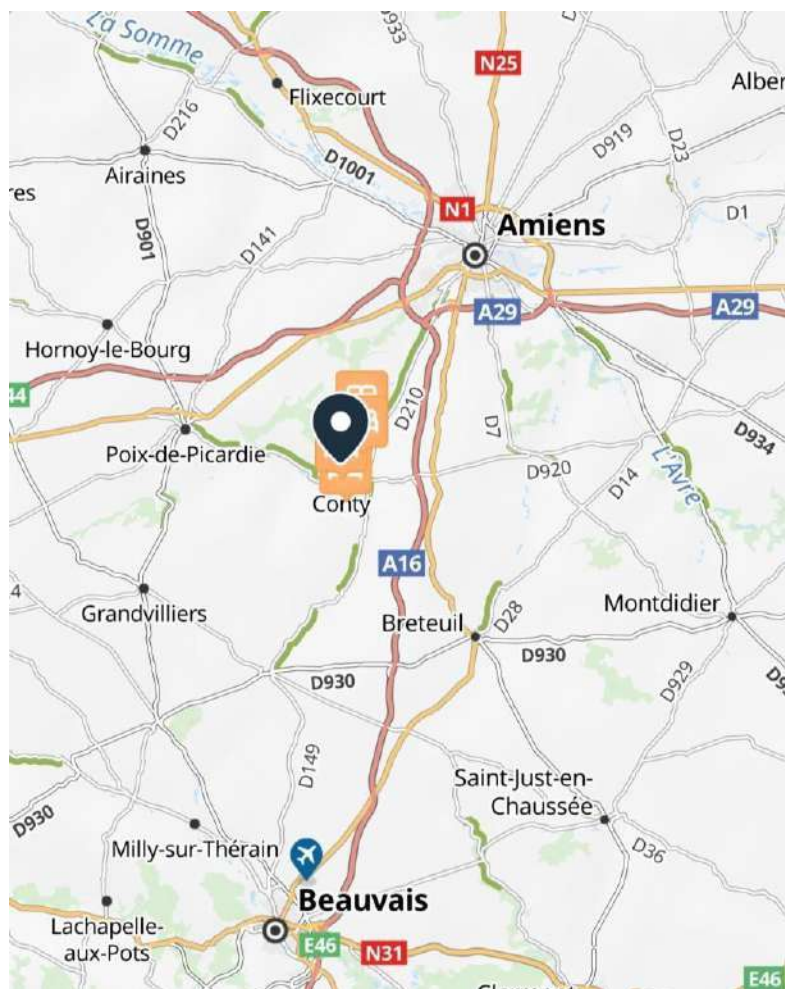 La Somme
D933
N25
Flixecourt
Alber
D216
D919
D23
Airaines
D1001
res
N1
Amiens
D1
D901
D141
A29
A29
Hornoy-le-Bourg
44
D210
D7
D934
Poix-de-Picardie
D920
D14
L'Avre
Conty
A16
4
Grandvilliers
Breteuil
D28
Montdidier
D930
D930
D929
D9
D149
Saint-Just-en-
Chaussée
D930
Milly-sur-Thérain
D36
Beauvais
Lachapelle-
aux-Pots
E46
N31
E46